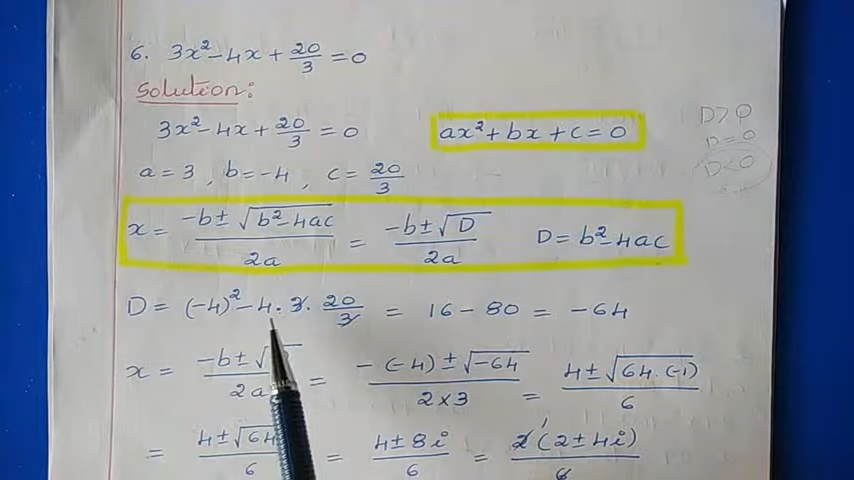 6. 3x² - 4x + 20/3 = 0
Solution:
3x² - 4x + 20/3 = 0
ax² + bx + c = 0
D > 0
D = 0
D < 0
a = 3 , b = -4 , c = 20/3
x = (-b ± √(b² - 4ac))/2a = (-b ± √D)/2a D = b² - 4ac
D = (-4)² - 4 · 3 · 20/3 = 16 - 80 = -64
x = (-b ± √)/2a = (-(-4) ± √-64)/(2 × 3) = (4 ± √(64 · (-1)))/6
= (4 ± √64)/6 = (4 ± 8i)/6 = 2(2 ± 4i)/6